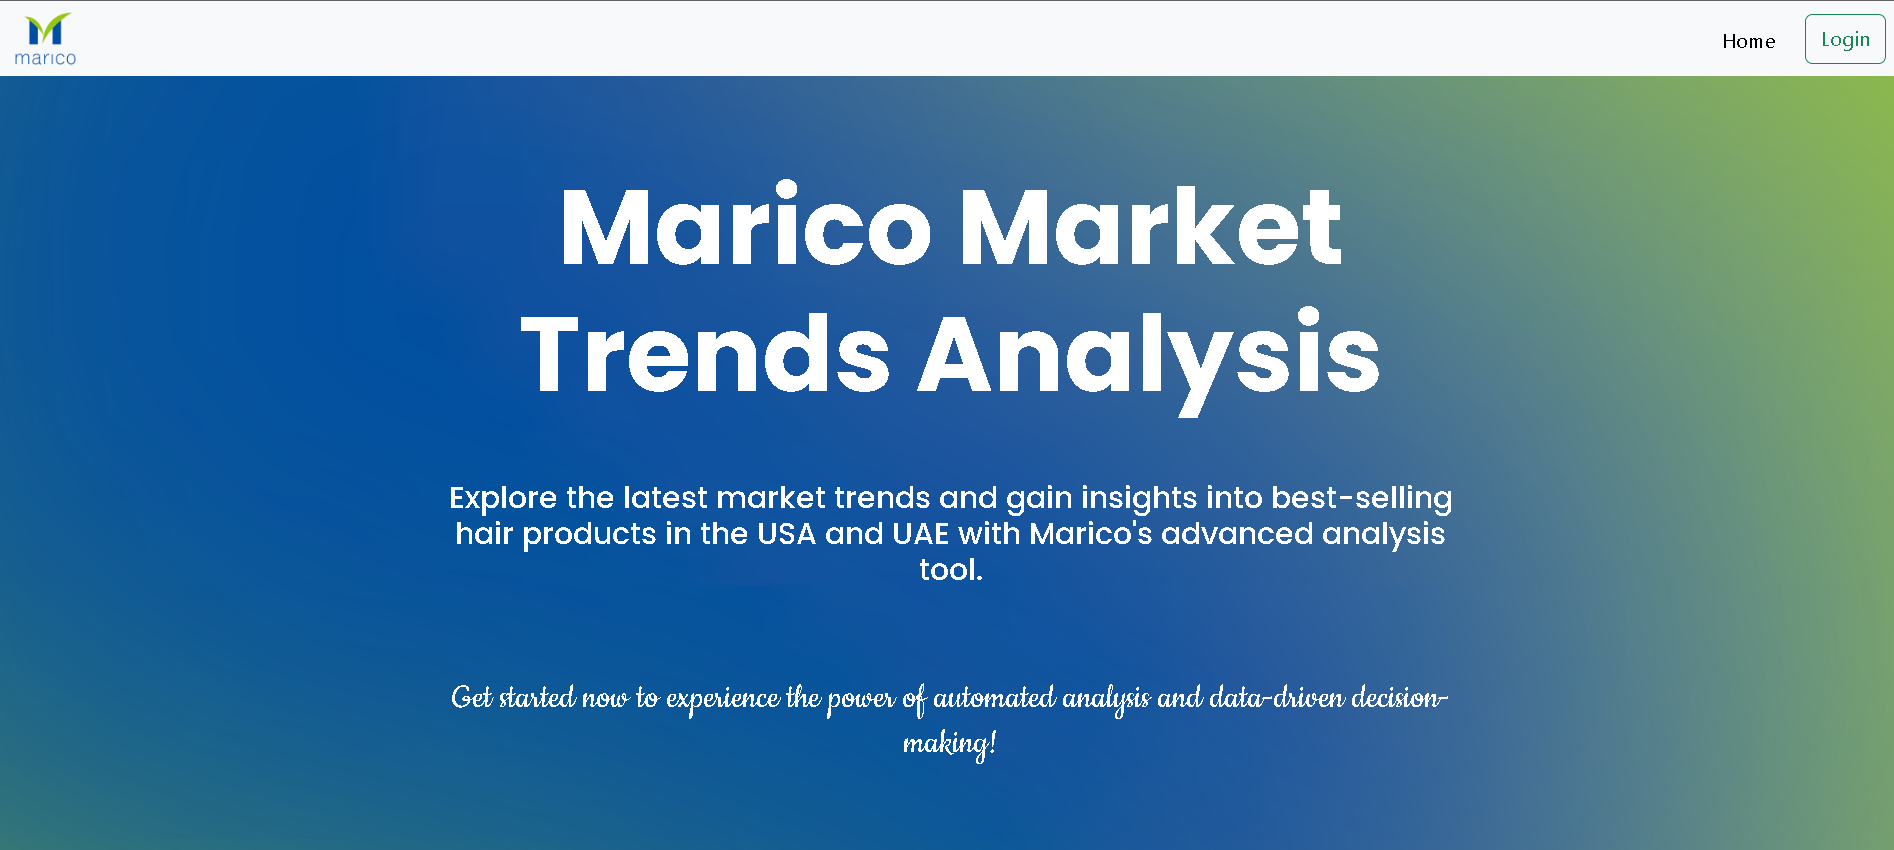 marico
Home
Login
Marico Market
Trends Analysis
Explore the latest market trends and gain insights into best-selling
hair products in the USA and UAE with Marico's advanced analysis
tool.
Get started now to experience the power of automated analysis and data-driven decision-
making!